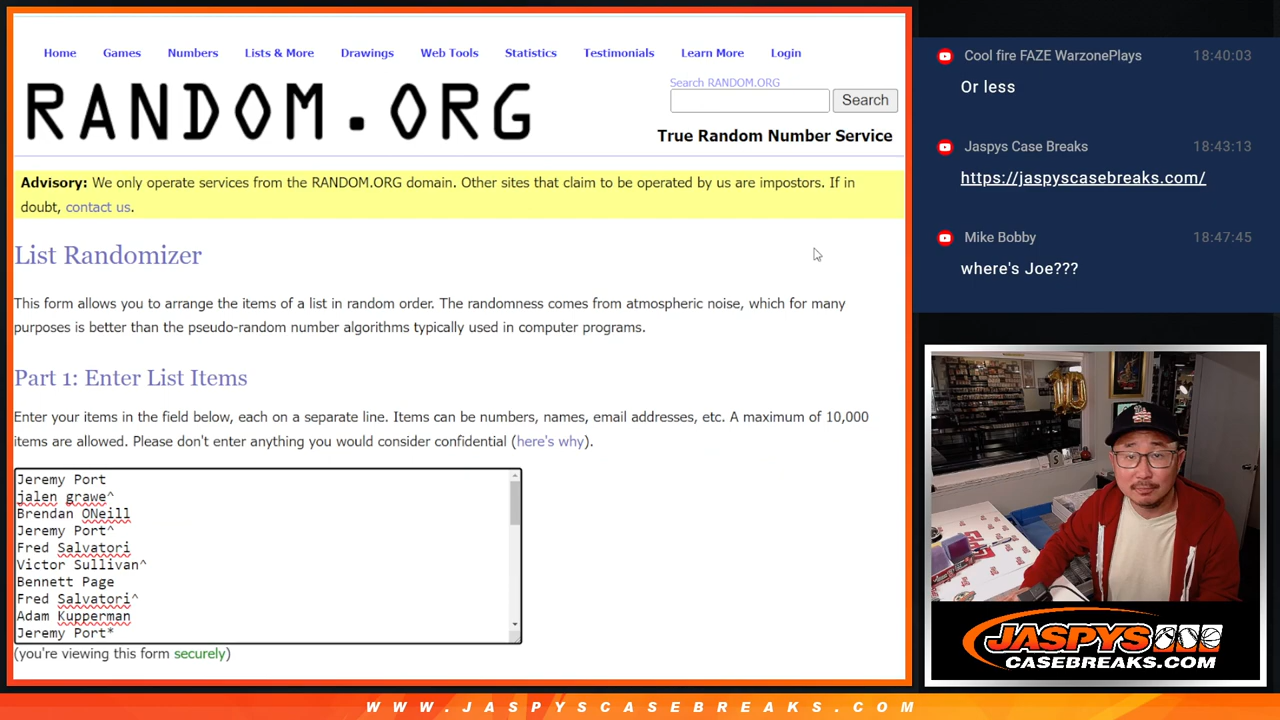 Home Games Numbers Lists & More Drawings Web Tools Statistics Testimonials Learn More Login
RANDOM.ORG
Search RANDOM.ORG
Search
True Random Number Service
Advisory: We only operate services from the RANDOM.ORG domain. Other sites that claim to be operated by us are impostors. If in
doubt, contact us.
List Randomizer
This form allows you to arrange the items of a list in random order. The randomness comes from atmospheric noise, which for many
purposes is better than the pseudo-random number algorithms typically used in computer programs.
Part 1: Enter List Items
Enter your items in the field below, each on a separate line. Items can be numbers, names, email addresses, etc. A maximum of 10,000
items are allowed. Please don't enter anything you would consider confidential (here's why).
Jeremy Port
jalen grawe^
Brendan ONeill
Jeremy Port^
Fred Salvatori
Victor Sullivan^
Bennett Page
Fred Salvatori^
Adam Kupperman
Jeremy Port*
(you're viewing this form securely)
Cool fire FAZE WarzonePlays 18:40:03
Or less
Jaspys Case Breaks 18:43:13
https://jaspyscasebreaks.com/
Mike Bobby 18:47:45
where's Joe???
10
JASPYS
CASEBREAKS.COM
WWW.JASPYSCASEBREAKS.COM